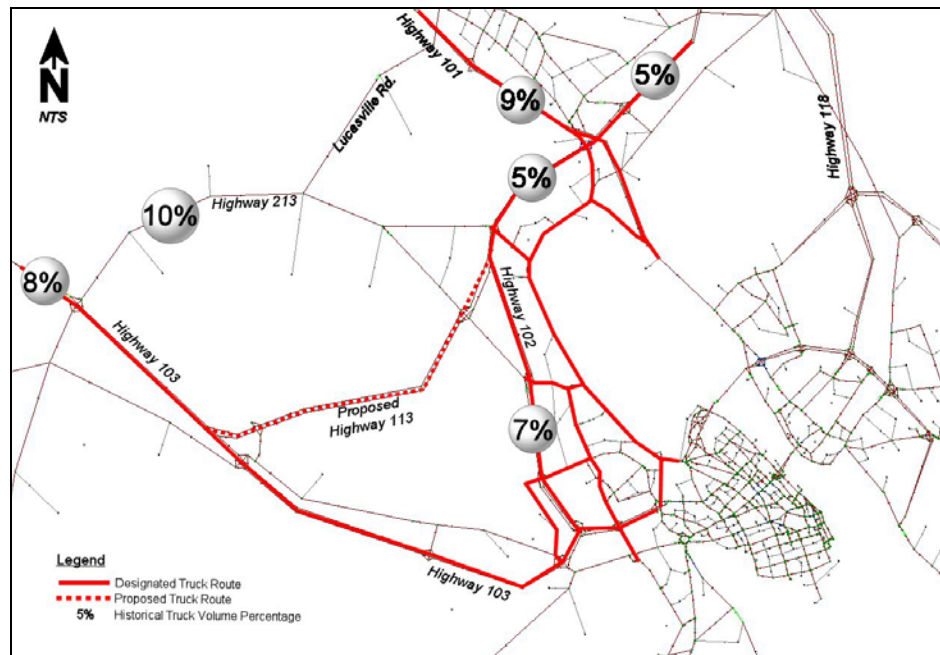 N
NTS
Highway 101
9%
5%
Lucasville Rd.
5%
Highway 118
10%
Highway 213
8%
Highway 103
Highway 102
Proposed
Highway 113
7%
Highway 103
Legend
Designated Truck Route
Proposed Truck Route
5% Historical Truck Volume Percentage